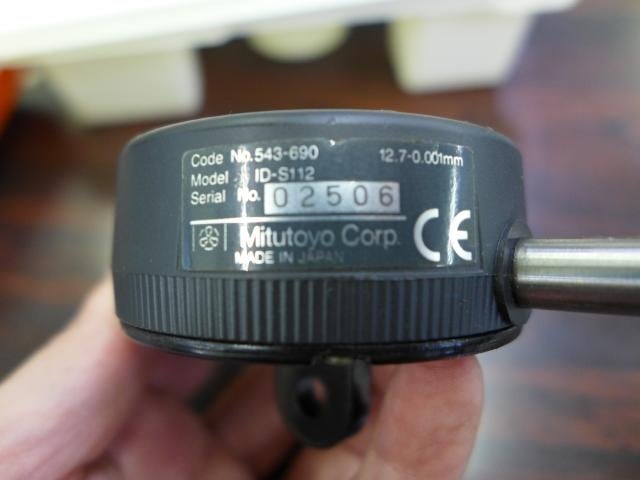 Code No. 543-690 12.7-0.001mm
Model ID-S112
Serial No. 02506
Mitutoyo Corp. CE
MADE IN JAPAN